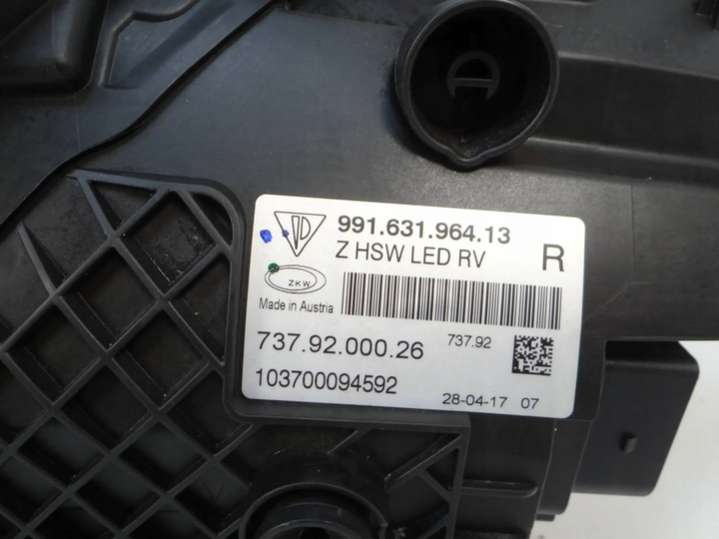 991.631.964.13
Z HSW LED RV
R
ZKW
Made in Austria
737.92.000.26
737.92
103700094592
28-04-17 07